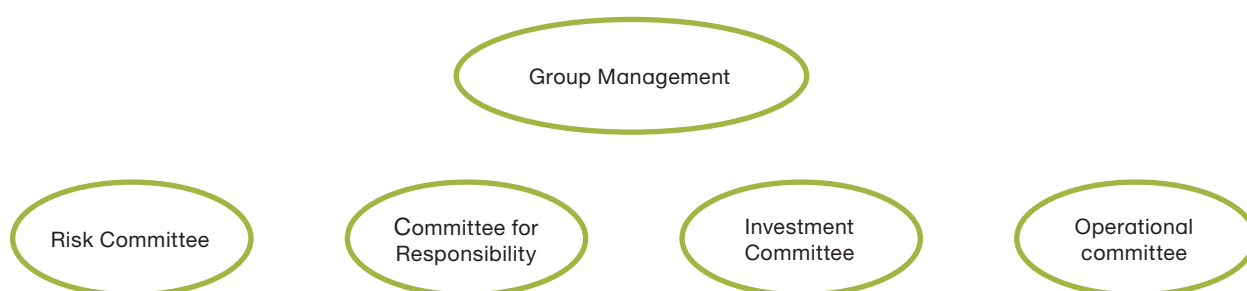 Group Management
Risk Committee
Committee for
Responsibility
Investment
Committee
Operational
committee